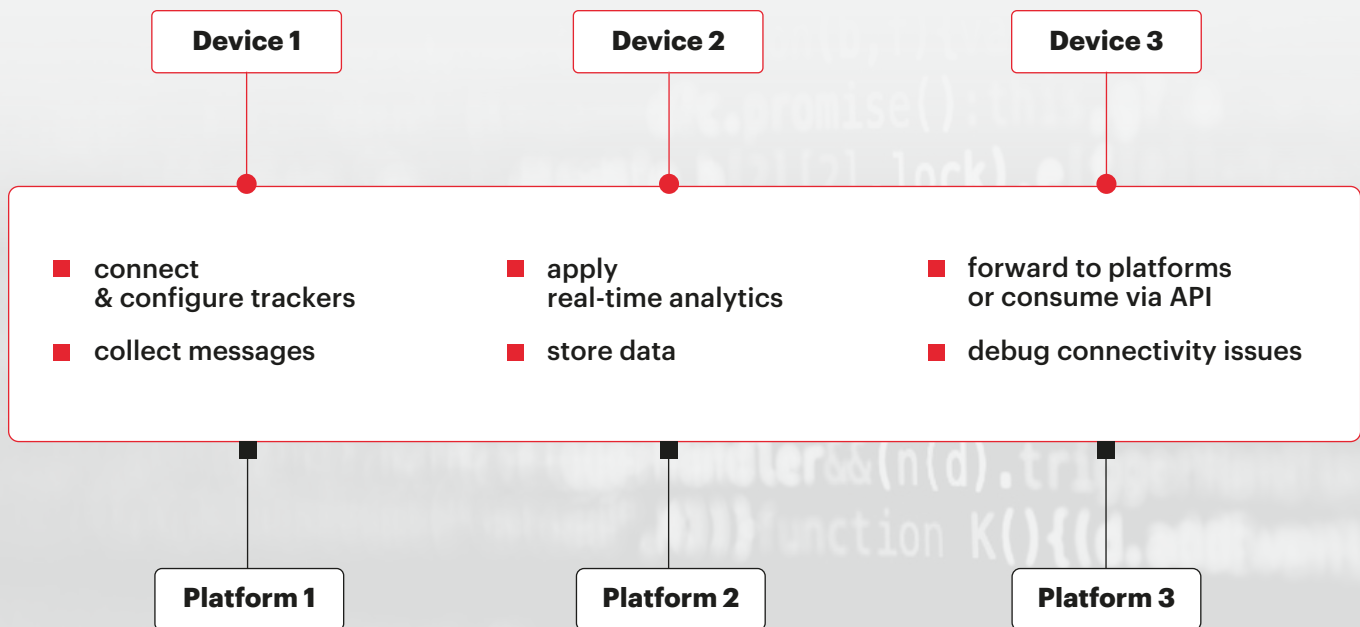 Device 1
Device 2
Device 3
connect
& configure trackers
collect messages
apply
real-time analytics
store data
forward to platforms
or consume via API
debug connectivity issues
Platform 1
Platform 2
Platform 3